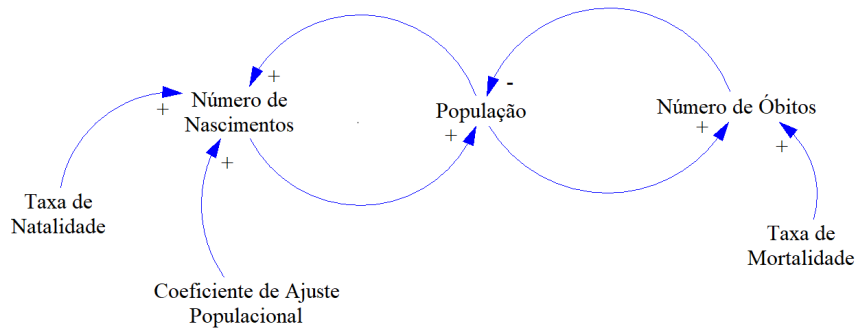 +
-
+
Número de
Nascimentos
+
População
+
Número de Óbitos
+
+
+
Taxa de
Natalidade
Taxa de
Mortalidade
Coeficiente de Ajuste
Populacional